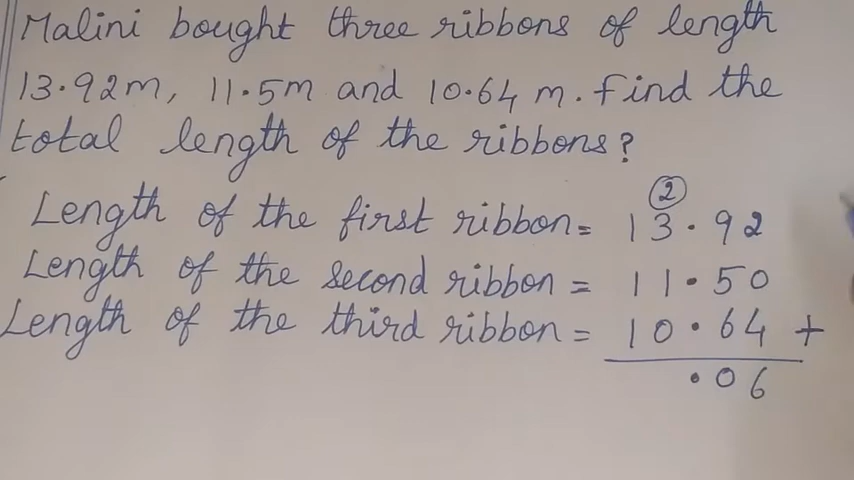 Malini bought three ribbons of length
13.92m, 11.5m and 10.64 m. Find the
total length of the ribbons?
②
Length of the first ribbon = 13.92
Length of the second ribbon = 11.50
Length of the third ribbon = 10.64 +
.06